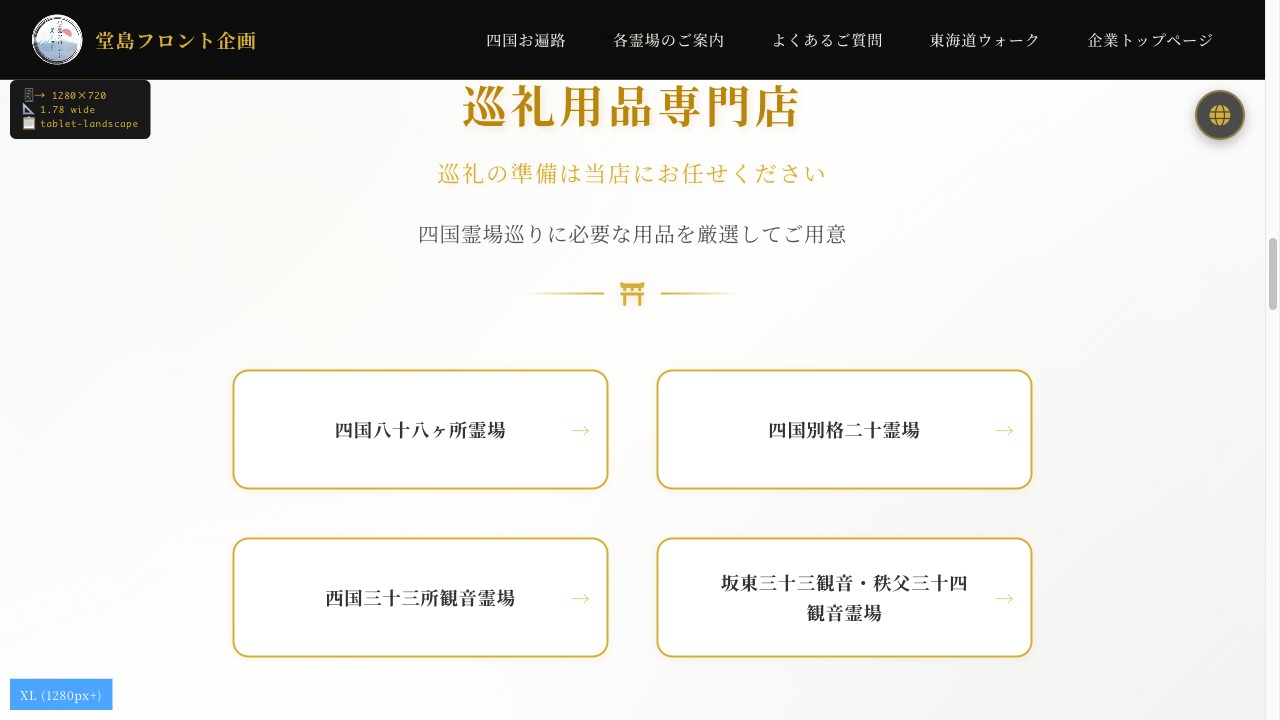 堂島フロント企画
四国お遍路
各霊場のご案内
よくあるご質問
東海道ウォーク
企業トップページ
→ 1280×720
1.78 wide
tablet-landscape
巡礼用品専門店
巡礼の準備は当店にお任せください
四国霊場巡りに必要な用品を厳選してご用意
四国八十八ヶ所霊場 →
四国別格二十霊場 →
西国三十三所観音霊場 →
坂東三十三観音・秩父三十四
観音霊場 →
XL (1280px+)